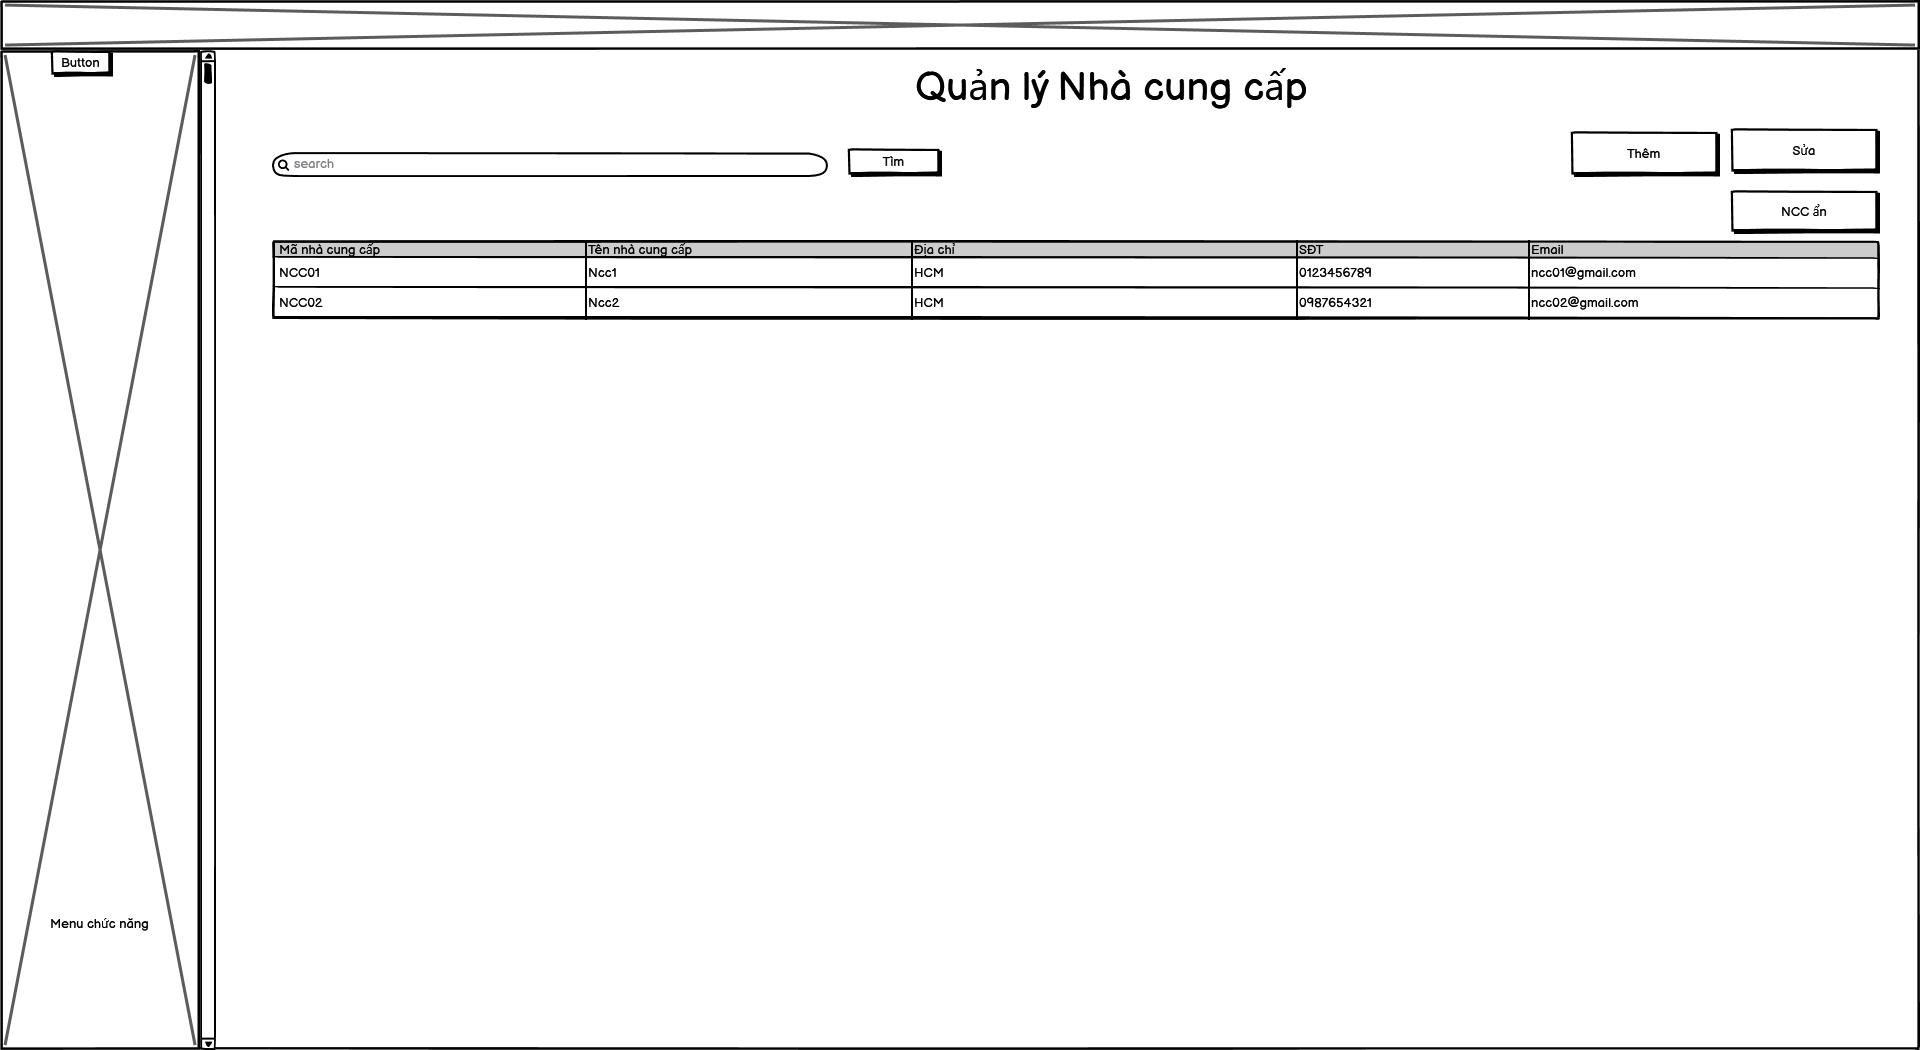 Button
Quản lý Nhà cung cấp
search
Tìm
Thêm
Sửa
NCC ẩn
Mã nhà cung cấp Tên nhà cung cấp Địa chỉ SĐT Email
NCC01 Ncc1 HCM 0123456789 ncc01@gmail.com
NCC02 Ncc2 HCM 0987654321 ncc02@gmail.com
Menu chức năng